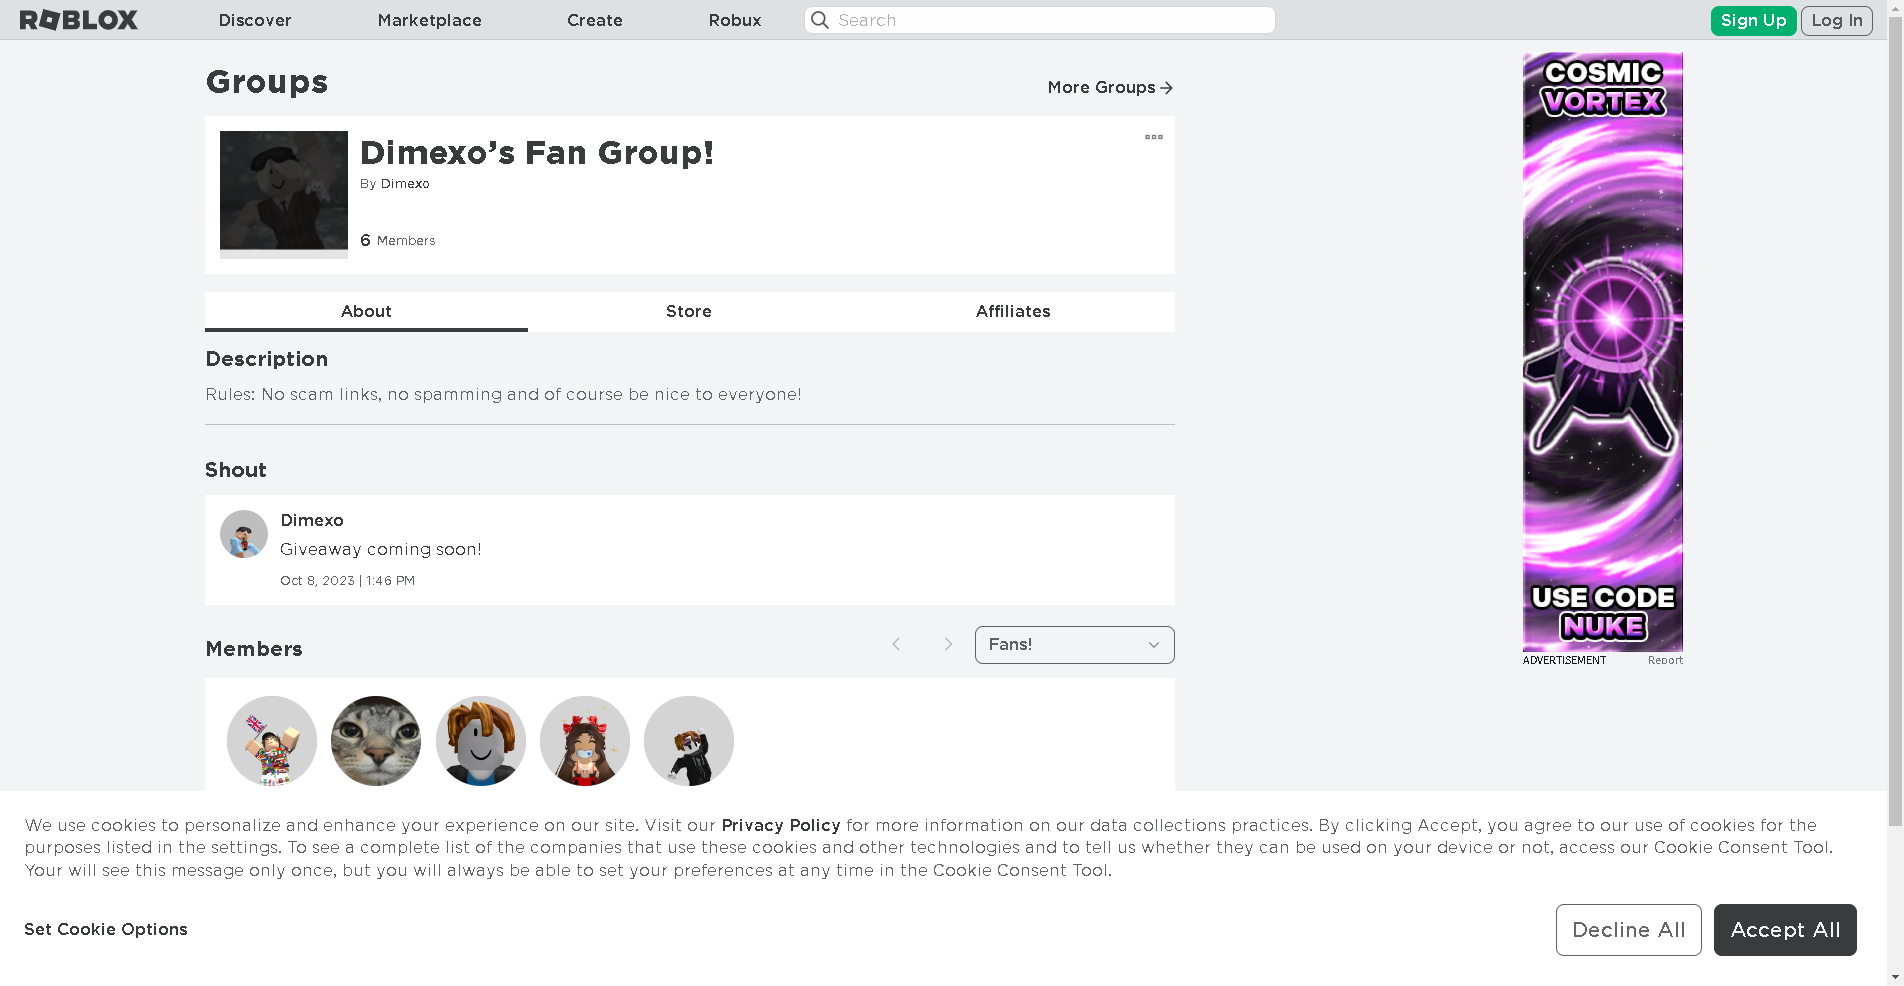 ROBLOX
Discover
Marketplace
Create
Robux
Search
Sign Up
Log In
Groups
More Groups
Dimexo's Fan Group!
By Dimexo
6 Members
About
Store
Affiliates
Description
Rules: No scam links, no spamming and of course be nice to everyone!
Shout
Dimexo
Giveaway coming soon!
Oct 8, 2023 | 1:46 PM
Members
Fans!
COSMIC
VORTEX
USE CODE
NUKE
ADVERTISEMENT
Report
We use cookies to personalize and enhance your experience on our site. Visit our Privacy Policy for more information on our data collections practices. By clicking Accept, you agree to our use of cookies for the
purposes listed in the settings. To see a complete list of the companies that use these cookies and other technologies and to tell us whether they can be used on your device or not, access our Cookie Consent Tool.
Your will see this message only once, but you will always be able to set your preferences at any time in the Cookie Consent Tool.
Set Cookie Options
Decline All
Accept All